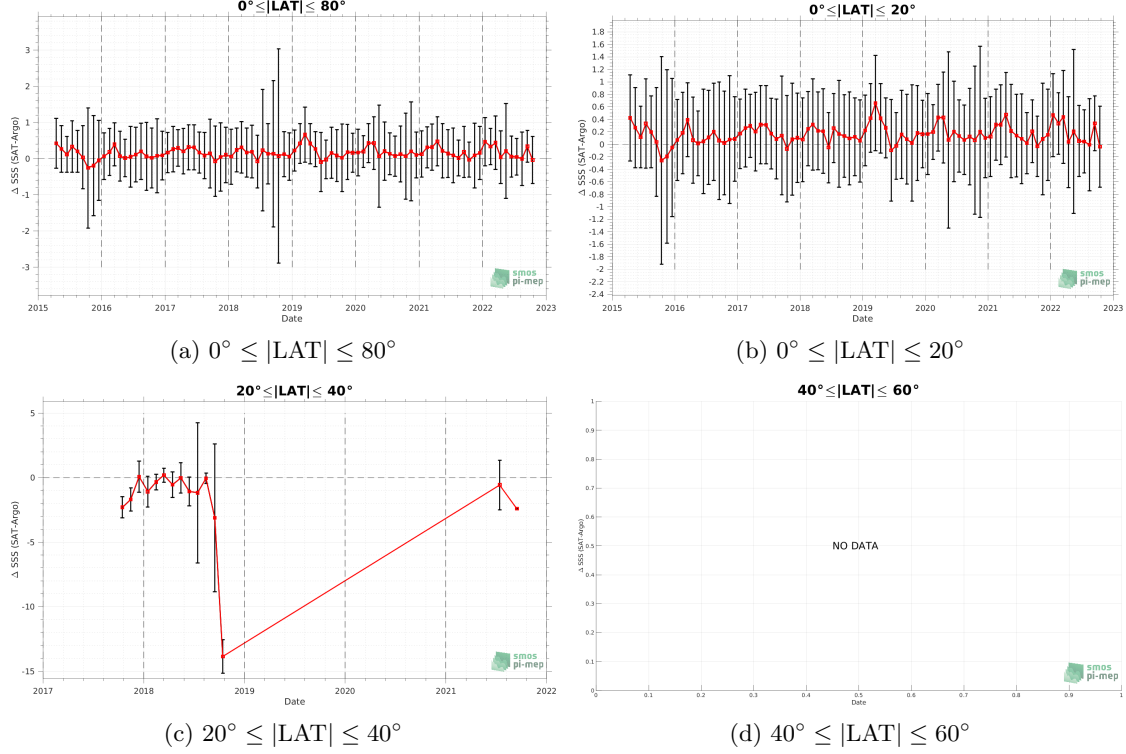 0°≤|LAT|≤ 80°
3
2
1
0
-1
-2
-3
Δ SSS (SAT-Argo)
2015 2016 2017 2018 2019 2020 2021 2022 2023
Date
smos
pi-mep
(a) 0° ≤ |LAT| ≤ 80°
0°≤|LAT|≤ 20°
1.8
1.6
1.4
1.2
1
0.8
0.6
0.4
0.2
0
-0.2
-0.4
-0.6
-0.8
-1
-1.2
-1.4
-1.6
-1.8
-2
-2.2
-2.4
Δ SSS (SAT-Argo)
2015 2016 2017 2018 2019 2020 2021 2022 2023
Date
smos
pi-mep
(b) 0° ≤ |LAT| ≤ 20°
20°≤|LAT|≤ 40°
5
0
-5
-10
-15
Δ SSS (SAT-Argo)
2017 2018 2019 2020 2021 2022
Date
smos
pi-mep
(c) 20° ≤ |LAT| ≤ 40°
40°≤|LAT|≤ 60°
1
0.9
0.8
0.7
0.6
0.5
0.4
0.3
0.2
0.1
0
Δ SSS (SAT-Argo)
NO DATA
0 0.1 0.2 0.3 0.4 0.5 0.6 0.7 0.8 0.9 1
Date
smos
pi-mep
(d) 40° ≤ |LAT| ≤ 60°